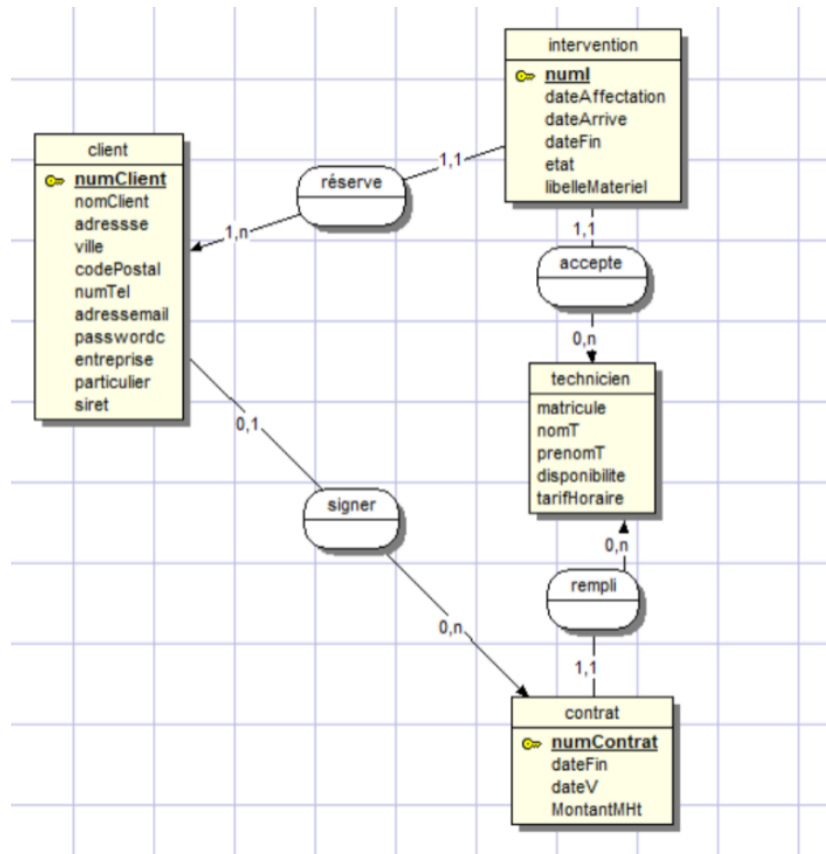 intervention
numI
dateAffectation
dateArrive
dateFin
etat
libelleMateriel
client
numClient
nomClient
adressse
ville
codePostal
numTel
adressemail
passwordc
entreprise
particulier
siret
réserve
1,1
1,n
1,1
accepte
0,n
technicien
matricule
nomT
prenomT
disponibilite
tarifHoraire
0,1
signer
0,n
0,n
rempli
1,1
contrat
numContrat
dateFin
dateV
MontantMHt